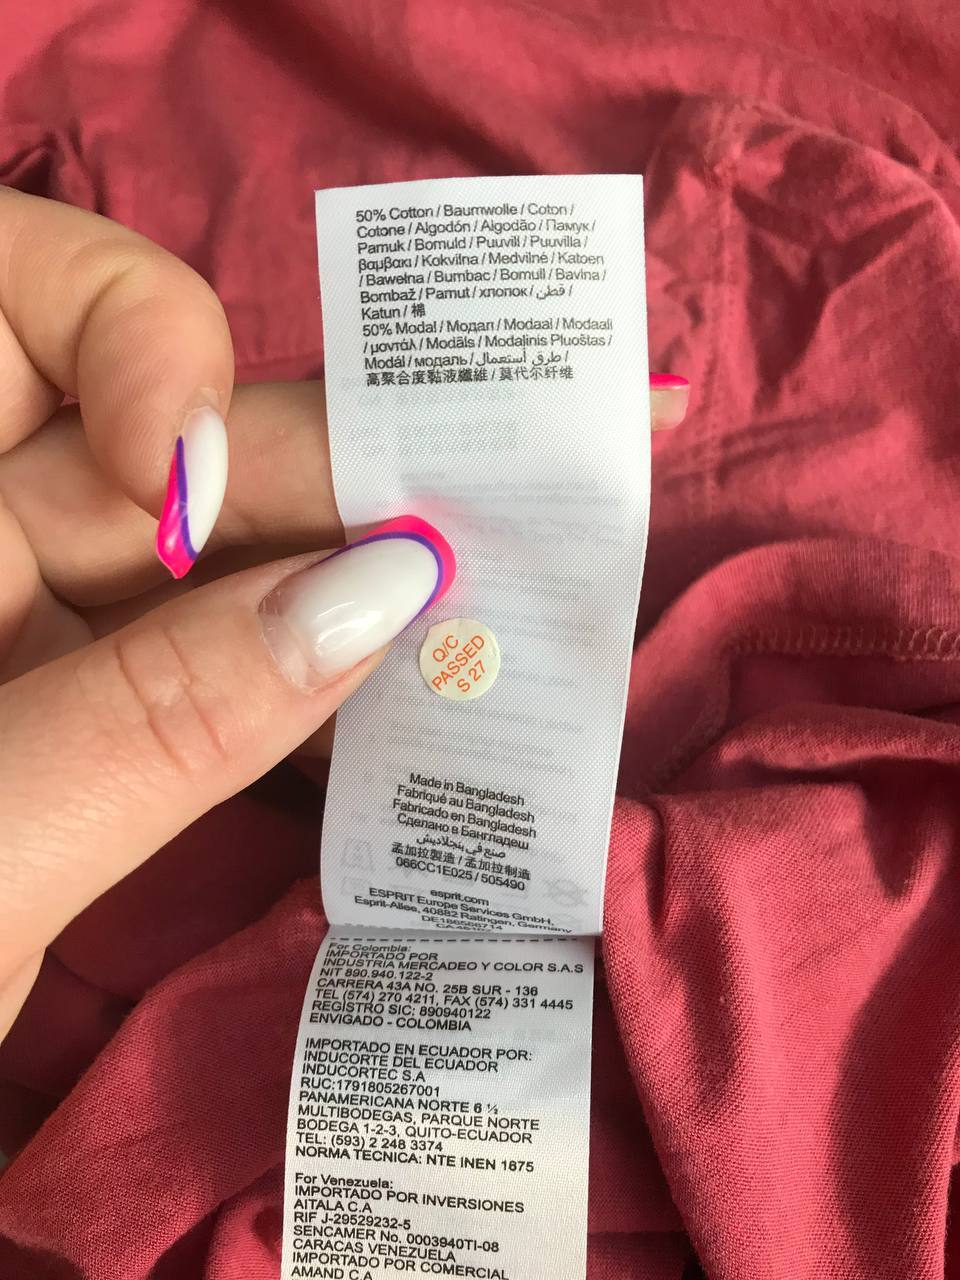 50% Cotton / Baumwolle / Coton /
Cotone / Algodón / Algodão / Памук /
Pamuk / Bomuld / Puuvill / Puuvilla /
βαμβακι / Kokvilna / Medvilnė / Katoen
/ Bawełna / Bumbac / Bomull / Bavlna /
Bombaž / Pamut / хлопок / قطن /
Katun / 棉
50% Modal / Модал / Modaal / Modaali
/ μοντάλ / Modāls / Modalinis Pluoštas /
Modál / модаль / طرق أستعمال /
高聚合度黏液纖維 / 莫代尔纤维
Q/C
PASSED
S 27
Made in Bangladesh
Fabriqué au Bangladesh
Fabricado en Bangladesh
Сделано в Бангладеш
صنع في بنجلاديش
孟加拉製造 / 孟加拉制造
066CC1E025 / 505490
esprit.com
ESPRIT Europe Services GmbH,
Esprit-Allee, 40882 Ratingen, Germany
For Colombia:
IMPORTADO POR
INDUSTRIA MERCADEO Y COLOR S.A.S
NIT 890.940.122-2
CARRERA 43A NO. 25B SUR - 136
TEL (574) 270 4211, FAX (574) 331 4445
REGISTRO SIC: 890940122
ENVIGADO - COLOMBIA
IMPORTADO EN ECUADOR POR:
INDUCORTE DEL ECUADOR
INDUCORTEC S.A
RUC:1791805267001
PANAMERICANA NORTE 6 ½
MULTIBODEGAS, PARQUE NORTE
BODEGA 1-2-3, QUITO-ECUADOR
TEL: (593) 2 248 3374
NORMA TECNICA: NTE INEN 1875
For Venezuela:
IMPORTADO POR INVERSIONES
AITALA C.A
RIF J-29529232-5
SENCAMER No. 0003940TI-08
CARACAS VENEZUELA
IMPORTADO POR COMERCIAL
AMAND C.A